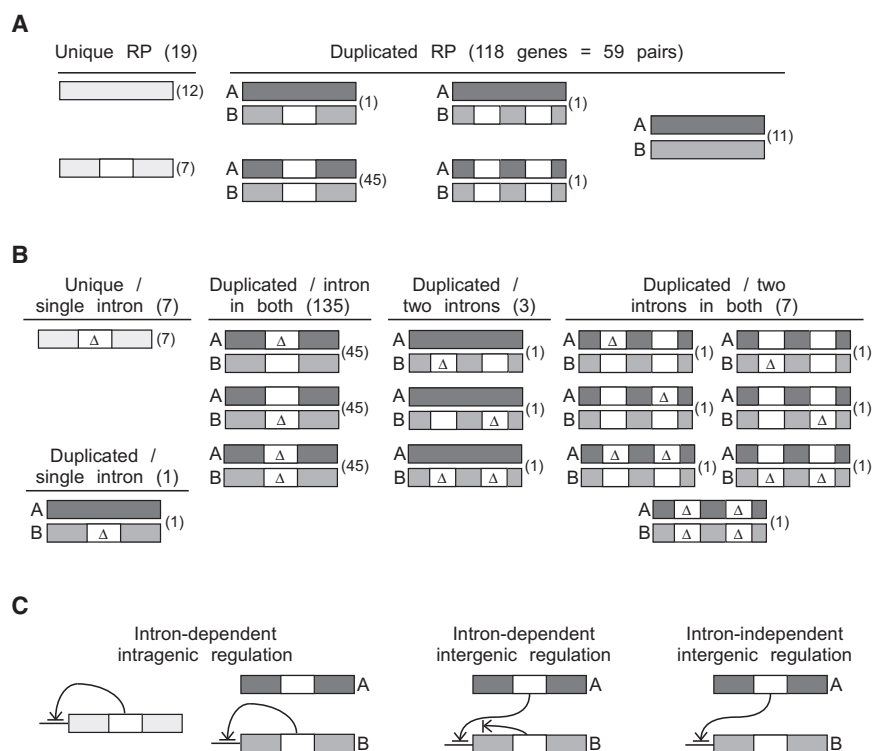 A
Unique RP (19)
Duplicated RP (118 genes = 59 pairs)
(12)
A
B
(1)
A
B
(1)
A
B
(11)
(7)
A
B
(45)
A
B
(1)
B
Unique /
single intron (7)
Δ
(7)
Duplicated /
single intron (1)
A
B
Δ
(1)
Duplicated / intron
in both (135)
A
Δ
B
(45)
A
B
Δ
(45)
A
Δ
B
Δ
(45)
Duplicated /
two introns (3)
A
B
Δ
(1)
A
B
Δ
(1)
A
B
Δ Δ
(1)
Duplicated / two
introns in both (7)
A
Δ
B
(1)
A
B
Δ
(1)
A
Δ
B
(1)
A
B
Δ
(1)
A
Δ Δ
B
(1)
A
B
Δ Δ
(1)
A
Δ Δ
B
Δ Δ
(1)
C
Intron-dependent
intragenic regulation
A
B
Intron-dependent
intergenic regulation
A
B
Intron-independent
intergenic regulation
A
B